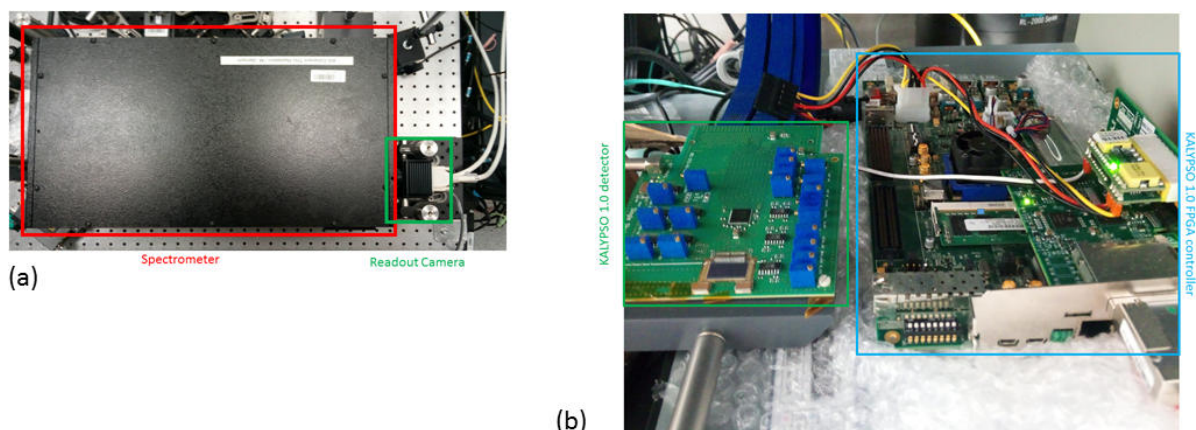 Spectrometer
Readout Camera
(a)
KALYPSO 1.0 detector
KALYPSO 1.0 FPGA controller
(b)